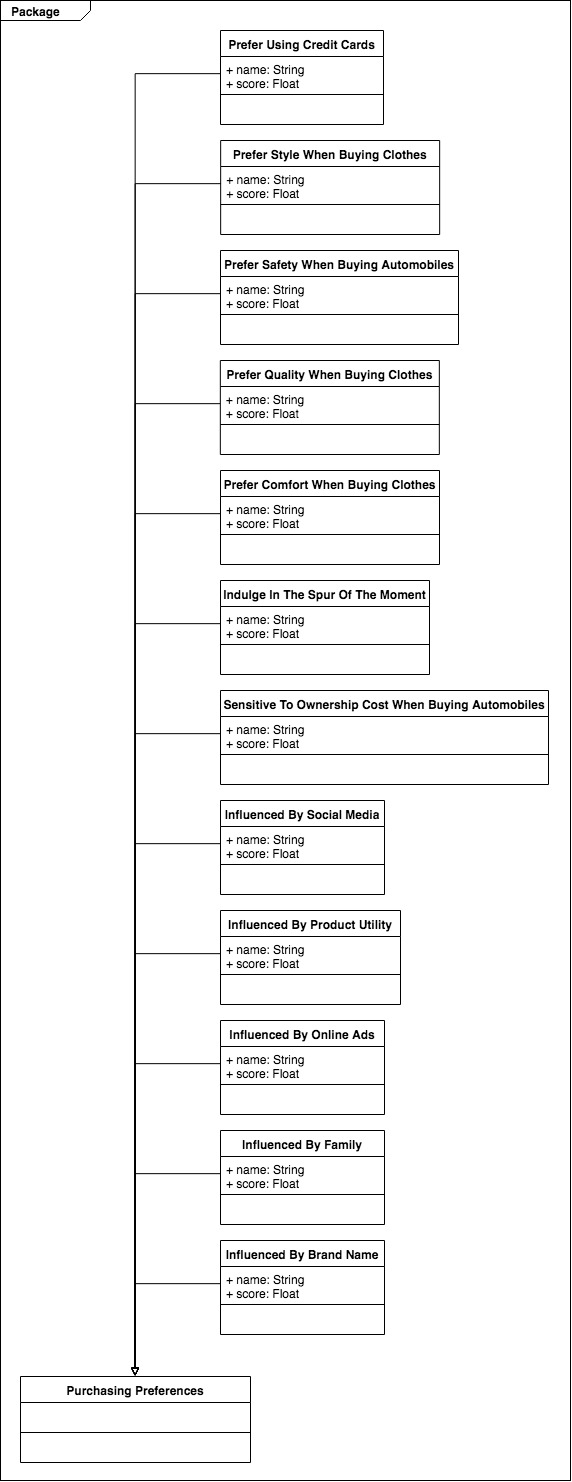 Package
Prefer Using Credit Cards
+ name: String
+ score: Float
Prefer Style When Buying Clothes
+ name: String
+ score: Float
Prefer Safety When Buying Automobiles
+ name: String
+ score: Float
Prefer Quality When Buying Clothes
+ name: String
+ score: Float
Prefer Comfort When Buying Clothes
+ name: String
+ score: Float
Indulge In The Spur Of The Moment
+ name: String
+ score: Float
Sensitive To Ownership Cost When Buying Automobiles
+ name: String
+ score: Float
Influenced By Social Media
+ name: String
+ score: Float
Influenced By Product Utility
+ name: String
+ score: Float
Influenced By Online Ads
+ name: String
+ score: Float
Influenced By Family
+ name: String
+ score: Float
Influenced By Brand Name
+ name: String
+ score: Float
Purchasing Preferences